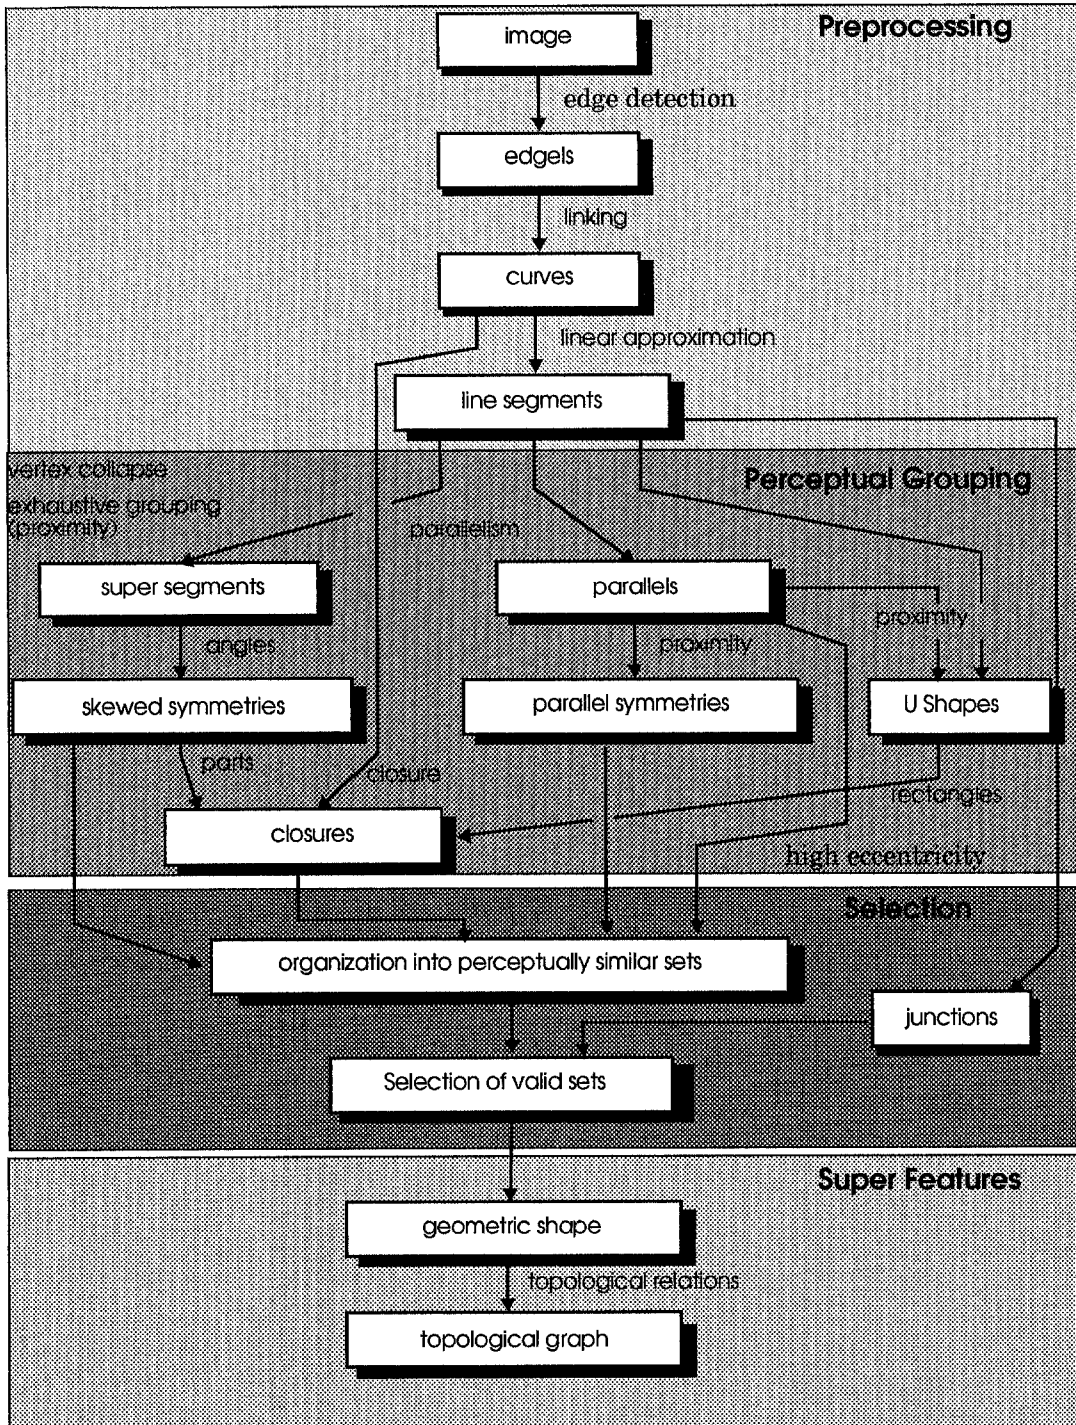 Preprocessing
image
edge detection
edgels
linking
curves
linear approximation
line segments
vertex collapse
Perceptual Grouping
exhaustive grouping
(proximity)
parallelism
super segments
parallels
proximity
angles
proximity
skewed symmetries
parallel symmetries
U Shapes
parts
closure
rectangles
closures
high eccentricity
Selection
organization into perceptually similar sets
junctions
Selection of valid sets
Super Features
geometric shape
topological relations
topological graph